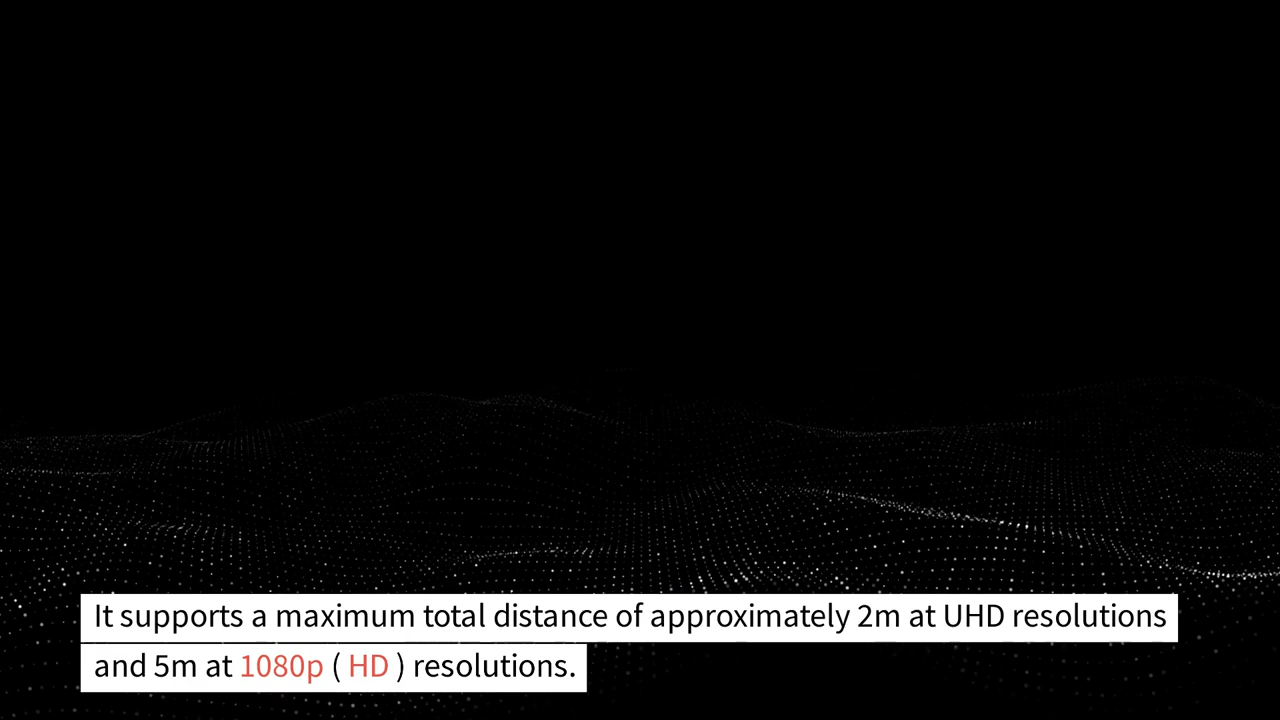 It supports a maximum total distance of approximately 2m at UHD resolutions
and 5m at 1080p ( HD ) resolutions.